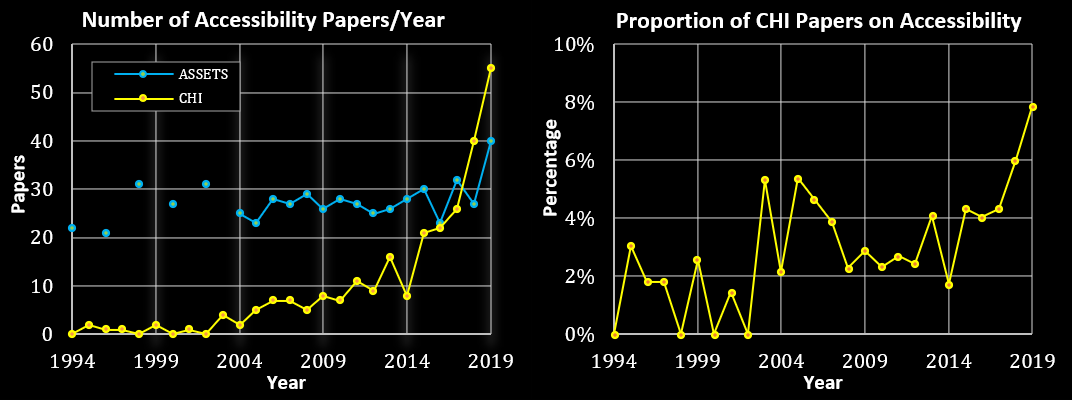 Number of Accessibility Papers/Year
60
50
40
30
20
10
0
Papers
ASSETS
CHI
1994 1999 2004 2009 2014 2019
Year
Proportion of CHI Papers on Accessibility
10%
8%
6%
4%
2%
0%
Percentage
1994 1999 2004 2009 2014 2019
Year